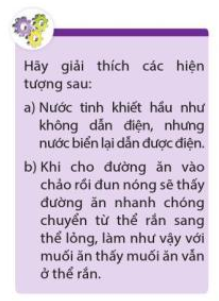 Hãy giải thích các hiện
tượng sau:
a) Nước tinh khiết hầu như
không dẫn điện, nhưng
nước biển lại dẫn được điện.
b) Khi cho đường ăn vào
chảo rồi đun nóng sẽ thấy
đường ăn nhanh chóng
chuyển từ thể rắn sang
thể lỏng, làm như vậy với
muối ăn thấy muối ăn vẫn
ở thể rắn.